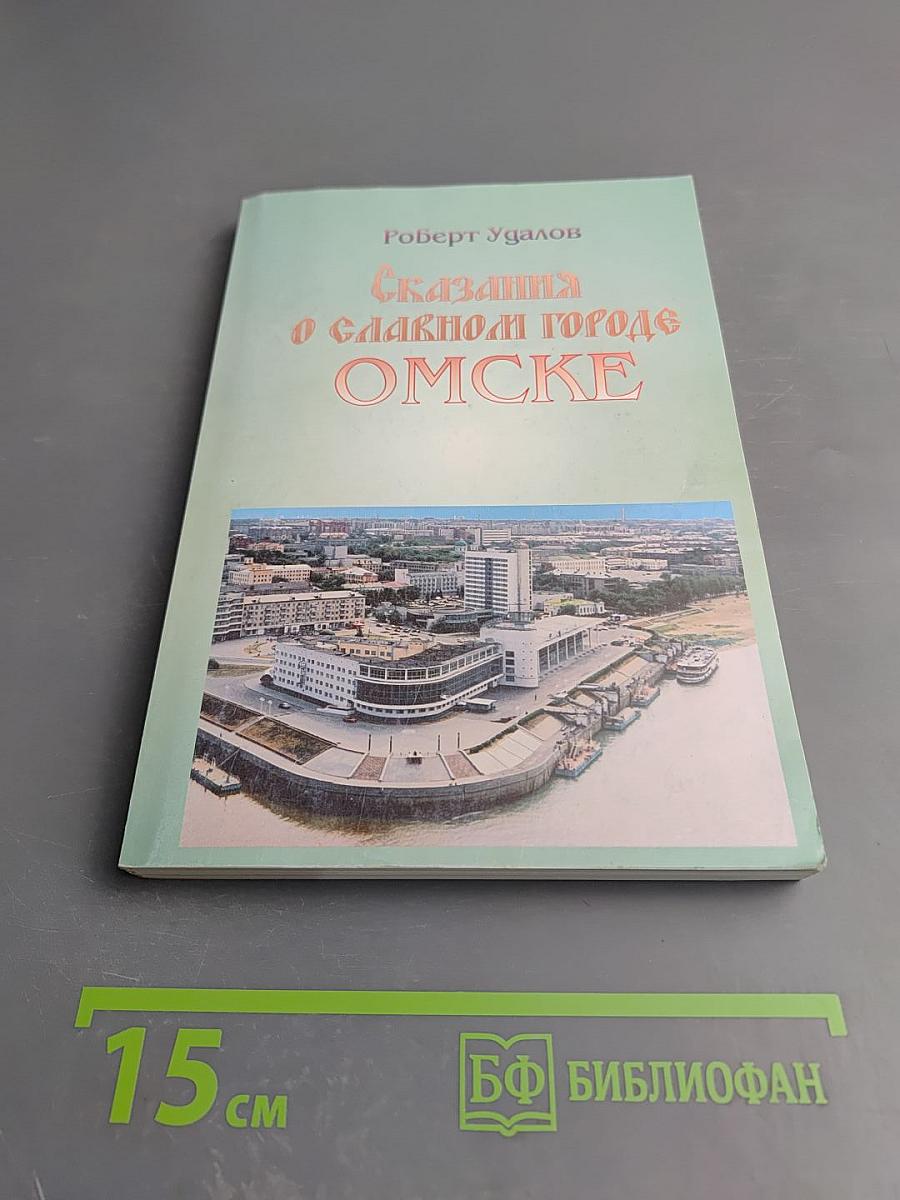 Роберт Удалов
Сказания
о славном городе
ОМСКЕ
15 см
БФ БИБЛИОФАН